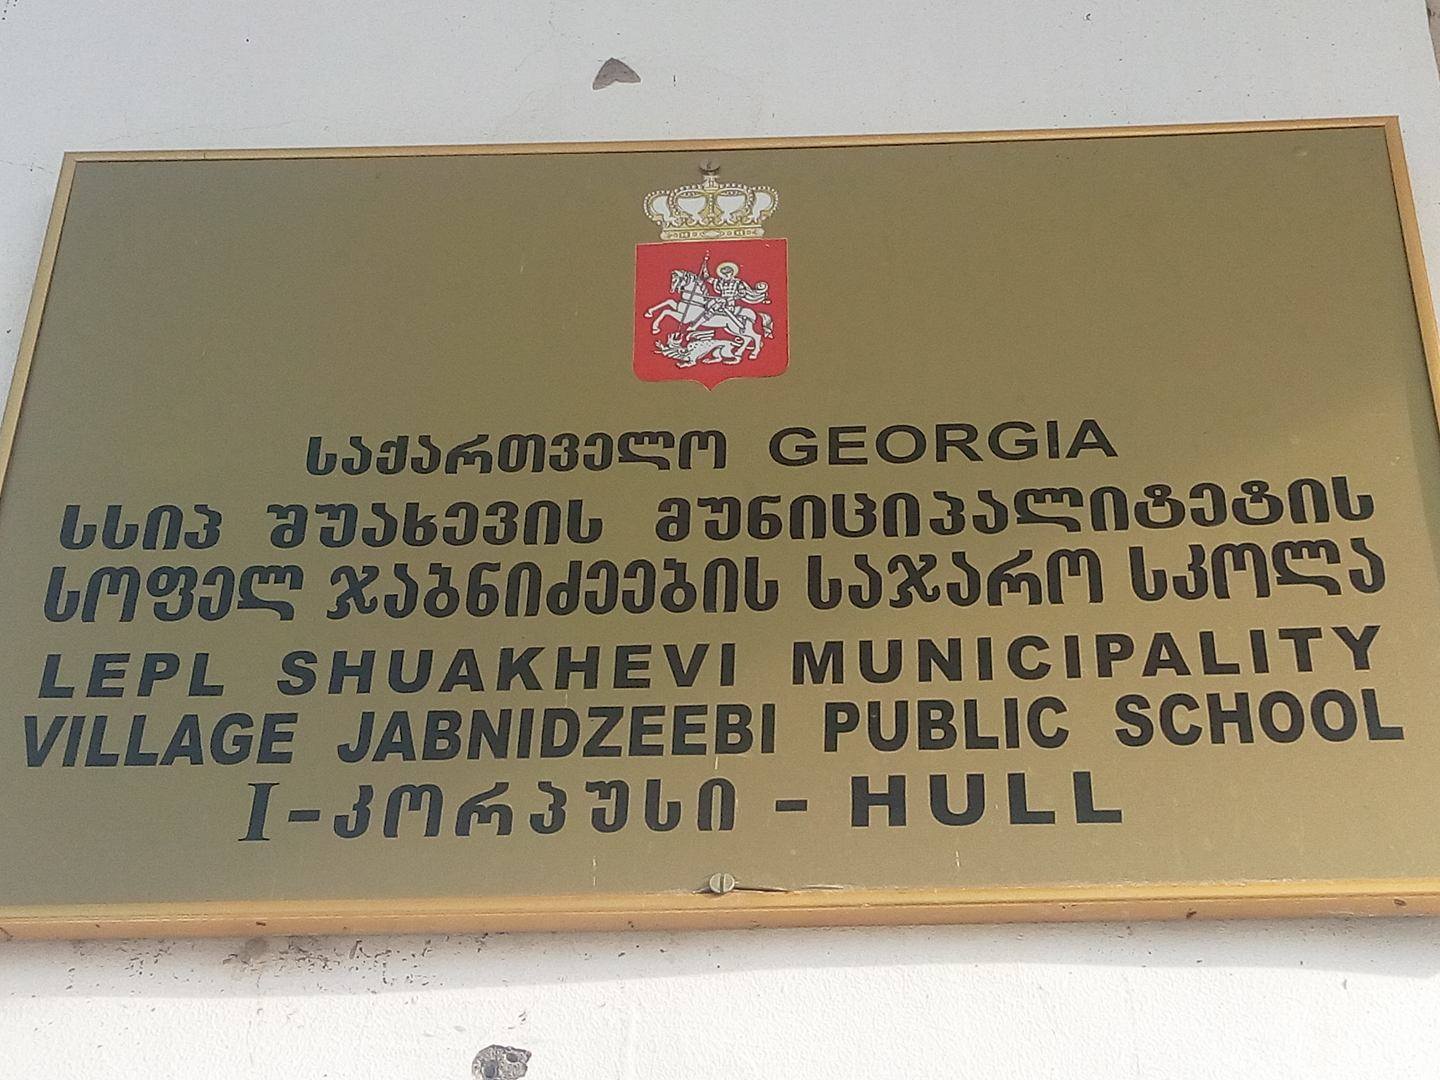 საქართველო GEORGIA
სსიპ შუახევის მუნიციპალიტეტის
სოფელ ჯაბნიძეების საჯარო სკოლა
LEPL SHUAKHEVI MUNICIPALITY
VILLAGE JABNIDZEEBI PUBLIC SCHOOL
I - კორპუსი - HULL